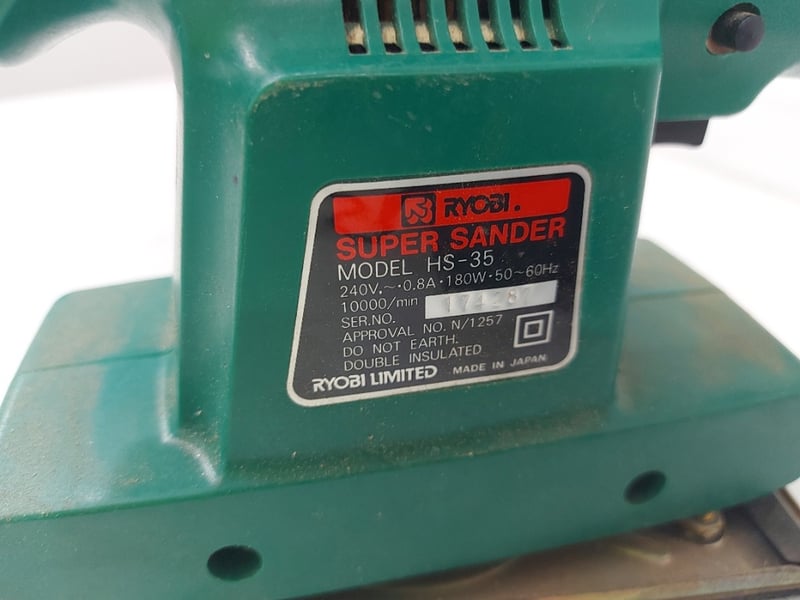 RYOBI.
SUPER SANDER
MODEL HS-35
240V.~·0.8A·180W·50~60Hz
10000/min
SER.NO.
APPROVAL NO. N/1257
DO NOT EARTH.
DOUBLE INSULATED
RYOBI LIMITED MADE IN JAPAN